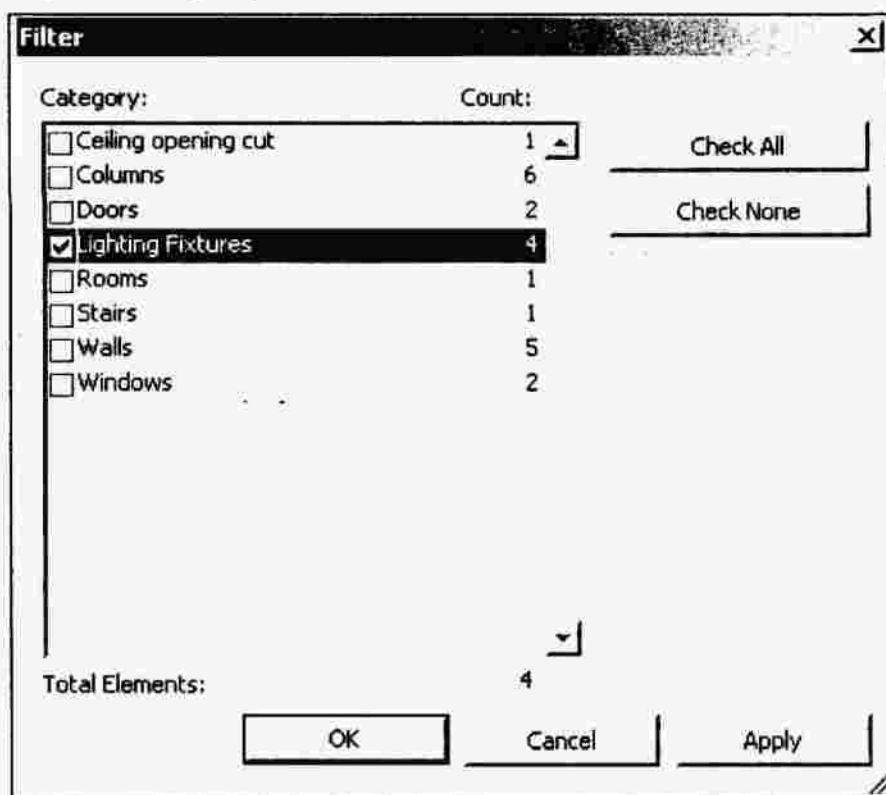 Filter
Category: Count:
Ceiling opening cut 1
Columns 6
Doors 2
Lighting Fixtures 4
Rooms 1
Stairs 1
Walls 5
Windows 2
Check All
Check None
Total Elements: 4
OK Cancel Apply